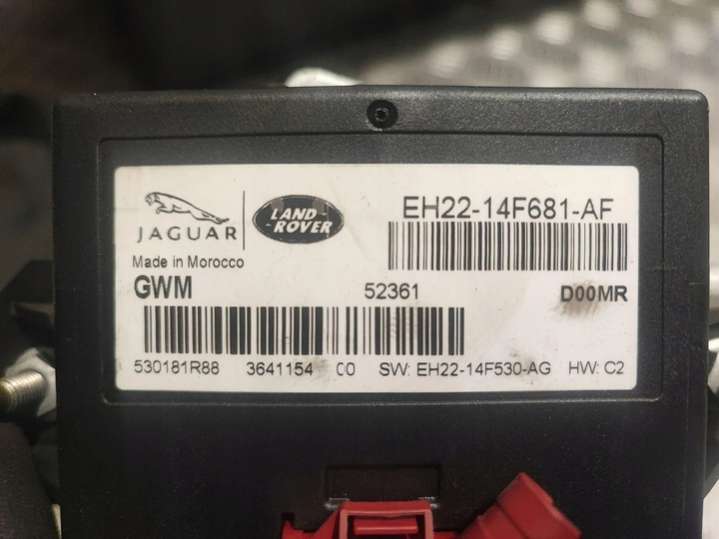 JAGUAR
LAND-
ROVER
EH22-14F681-AF
Made in Morocco
GWM 52361 D00MR
530181R88 3641154 00 SW: EH22-14F530-AG HW: C2